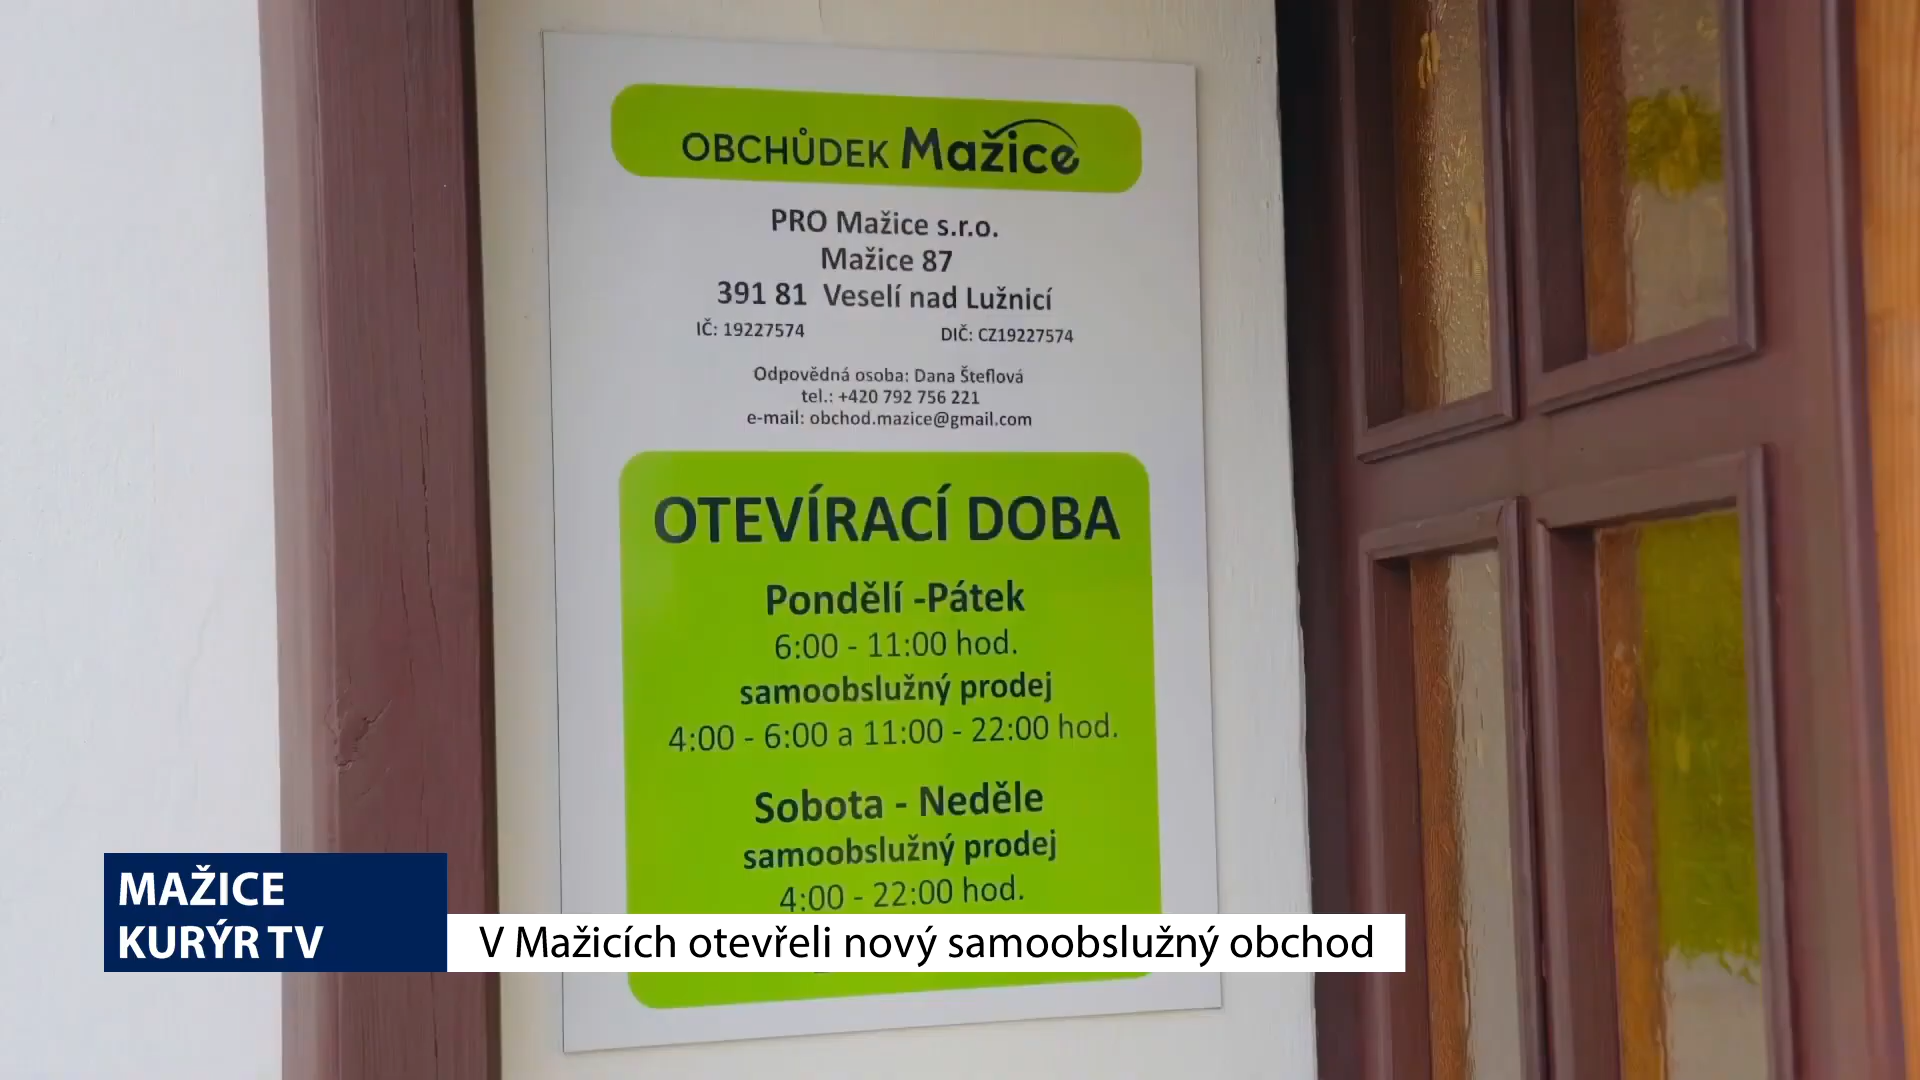 OBCHŮDEK Mažice
PRO Mažice s.r.o.
Mažice 87
391 81 Veselí nad Lužnicí
IČ: 19227574 DIČ: CZ19227574
Odpovědná osoba: Dana Šteflová
tel.: +420 792 756 221
e-mail: obchod.mazice@gmail.com
OTEVÍRACÍ DOBA
Pondělí -Pátek
6:00 - 11:00 hod.
samoobslužný prodej
4:00 - 6:00 a 11:00 - 22:00 hod.
Sobota - Neděle
samoobslužný prodej
4:00 - 22:00 hod.
MAŽICE
KURÝR TV
V Mažicích otevřeli nový samoobslužný obchod